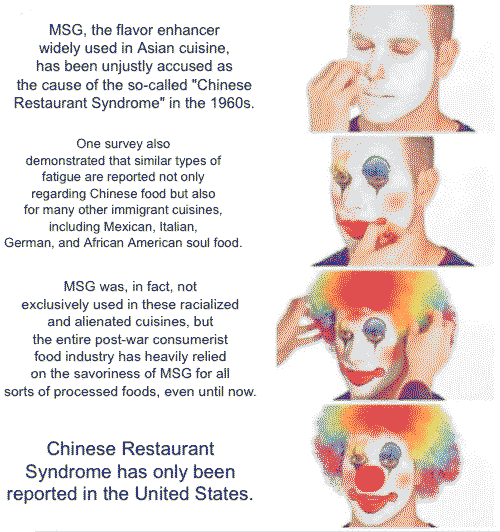 MSG, the flavor enhancer
widely used in Asian cuisine,
has been unjustly accused as
the cause of the so-called "Chinese
Restaurant Syndrome" in the 1960s.
One survey also
demonstrated that similar types of
fatigue are reported not only
regarding Chinese food but also
for many other immigrant cuisines,
including Mexican, Italian,
German, and African American soul food.
MSG was, in fact, not
exclusively used in these racialized
and alienated cuisines, but
the entire post-war consumerist
food industry has heavily relied
on the savoriness of MSG for all
sorts of processed foods, even until now.
Chinese Restaurant
Syndrome has only been
reported in the United States.